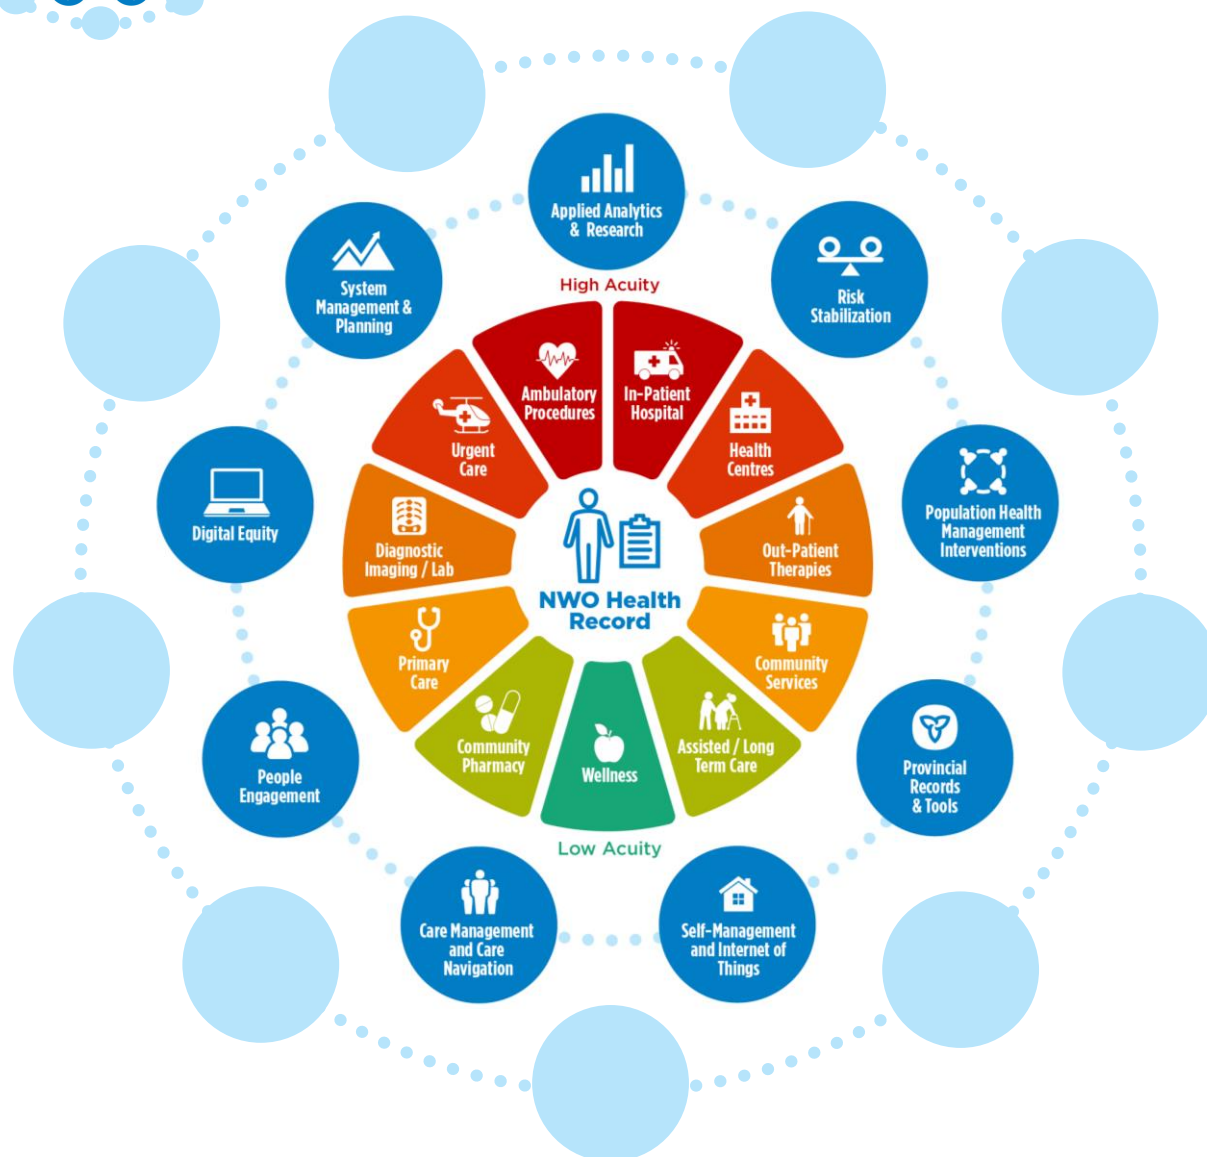 Applied Analytics
& Research
System
Management &
Planning
Risk
Stabilization
High Acuity
Ambulatory
Procedures
In-Patient
Hospital
Urgent
Care
Health
Centres
Digital Equity
Population Health
Management
Interventions
Diagnostic
Imaging / Lab
Out-Patient
Therapies
NWO Health
Record
Primary
Care
Community
Services
Community
Pharmacy
Wellness
Assisted / Long
Term Care
People
Engagement
Provincial
Records
& Tools
Low Acuity
Care Management
and Care
Navigation
Self-Management
and Internet of
Things